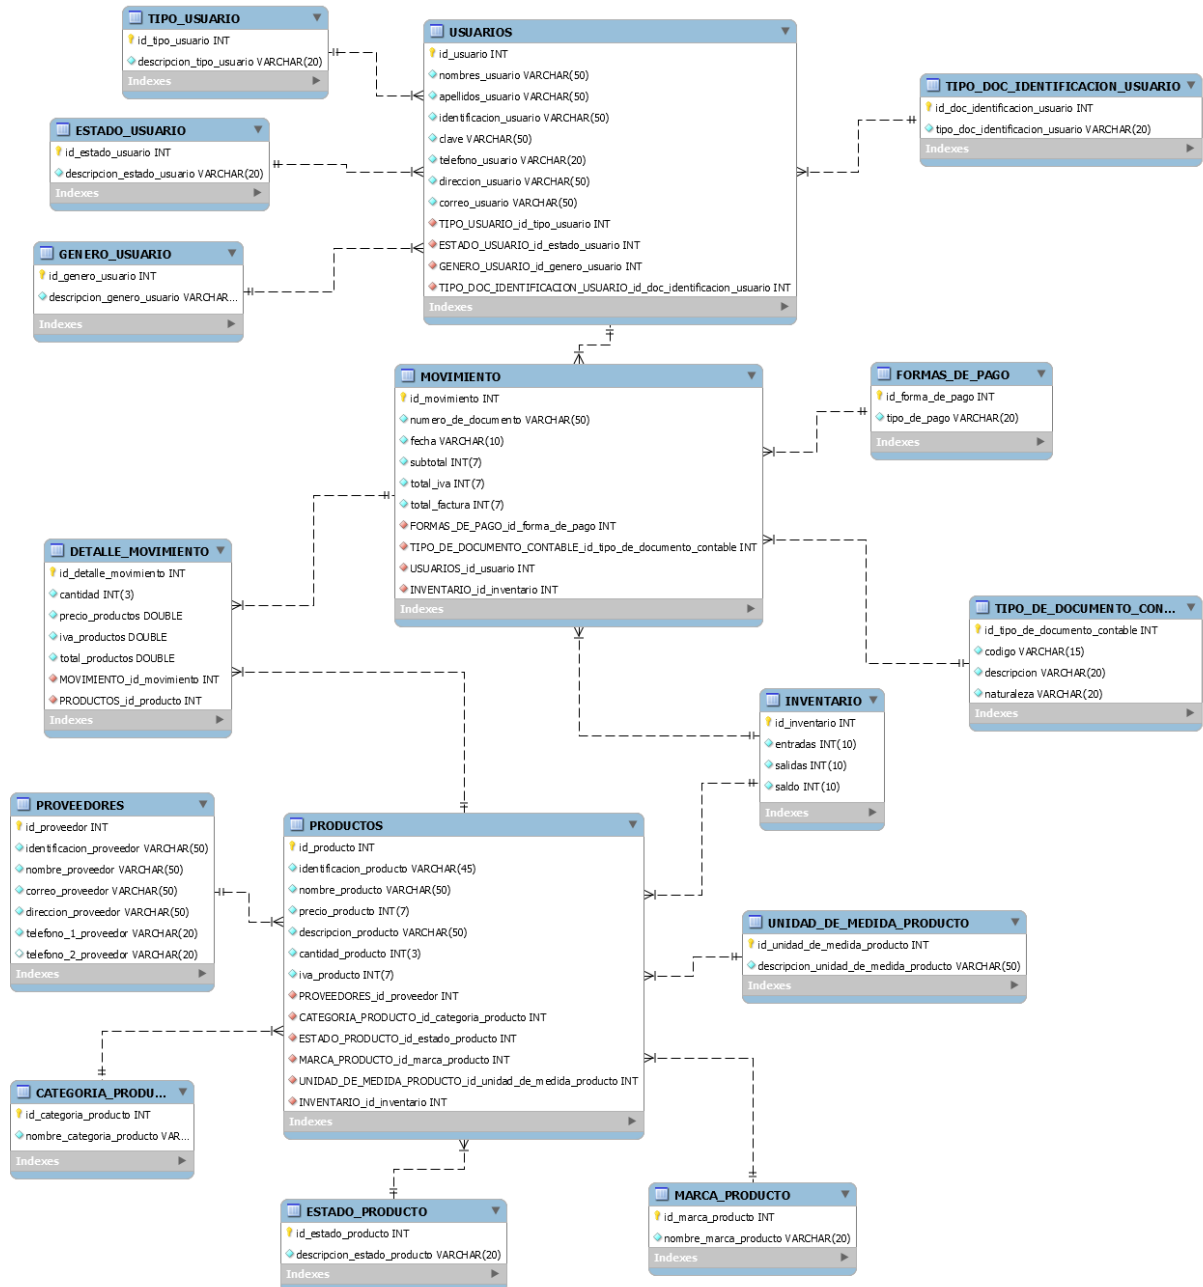 TIPO_USUARIO
id_tipo_usuario INT
descripcion_tipo_usuario VARCHAR(20)
Indexes
USUARIOS
id_usuario INT
nombres_usuario VARCHAR(50)
apellidos_usuario VARCHAR(50)
identificacion_usuario VARCHAR(50)
clave VARCHAR(50)
telefono_usuario VARCHAR(20)
direccion_usuario VARCHAR(50)
correo_usuario VARCHAR(50)
TIPO_USUARIO_id_tipo_usuario INT
ESTADO_USUARIO_id_estado_usuario INT
GENERO_USUARIO_id_genero_usuario INT
TIPO_DOC_IDENTIFICACION_USUARIO_id_doc_identificacion_usuario INT
Indexes
TIPO_DOC_IDENTIFICACION_USUARIO
id_doc_identificacion_usuario INT
tipo_doc_identificacion_usuario VARCHAR(20)
Indexes
ESTADO_USUARIO
id_estado_usuario INT
descripcion_estado_usuario VARCHAR(20)
Indexes
GENERO_USUARIO
id_genero_usuario INT
descripcion_genero_usuario VARCHAR...
Indexes
MOVIMIENTO
id_movimiento INT
numero_de_documento VARCHAR(50)
fecha VARCHAR(10)
subtotal INT(7)
total_iva INT(7)
total_factura INT(7)
FORMAS_DE_PAGO_id_forma_de_pago INT
TIPO_DE_DOCUMENTO_CONTABLE_id_tipo_de_documento_contable INT
USUARIOS_id_usuario INT
INVENTARIO_id_inventario INT
Indexes
FORMAS_DE_PAGO
id_forma_de_pago INT
tipo_de_pago VARCHAR(20)
Indexes
DETALLE_MOVIMIENTO
id_detalle_movimiento INT
cantidad INT(3)
precio_productos DOUBLE
iva_productos DOUBLE
total_productos DOUBLE
MOVIMIENTO_id_movimiento INT
PRODUCTOS_id_producto INT
Indexes
TIPO_DE_DOCUMENTO_CON...
id_tipo_de_documento_contable INT
codigo VARCHAR(15)
descripcion VARCHAR(20)
naturaleza VARCHAR(20)
Indexes
INVENTARIO
id_inventario INT
entradas INT(10)
salidas INT(10)
saldo INT(10)
Indexes
PROVEEDORES
id_proveedor INT
identificacion_proveedor VARCHAR(50)
nombre_proveedor VARCHAR(50)
correo_proveedor VARCHAR(50)
direccion_proveedor VARCHAR(50)
telefono_1_proveedor VARCHAR(20)
telefono_2_proveedor VARCHAR(20)
Indexes
PRODUCTOS
id_producto INT
identificacion_producto VARCHAR(45)
nombre_producto VARCHAR(50)
precio_producto INT(7)
descripcion_producto VARCHAR(50)
cantidad_producto INT(3)
iva_producto INT(7)
PROVEEDORES_id_proveedor INT
CATEGORIA_PRODUCTO_id_categoria_producto INT
ESTADO_PRODUCTO_id_estado_producto INT
MARCA_PRODUCTO_id_marca_producto INT
UNIDAD_DE_MEDIDA_PRODUCTO_id_unidad_de_medida_producto INT
INVENTARIO_id_inventario INT
Indexes
UNIDAD_DE_MEDIDA_PRODUCTO
id_unidad_de_medida_producto INT
descripcion_unidad_de_medida_producto VARCHAR(50)
Indexes
CATEGORIA_PRODU...
id_categoria_producto INT
nombre_categoria_producto VAR...
Indexes
ESTADO_PRODUCTO
id_estado_producto INT
descripcion_estado_producto VARCHAR(20)
Indexes
MARCA_PRODUCTO
id_marca_producto INT
nombre_marca_producto VARCHAR(20)
Indexes